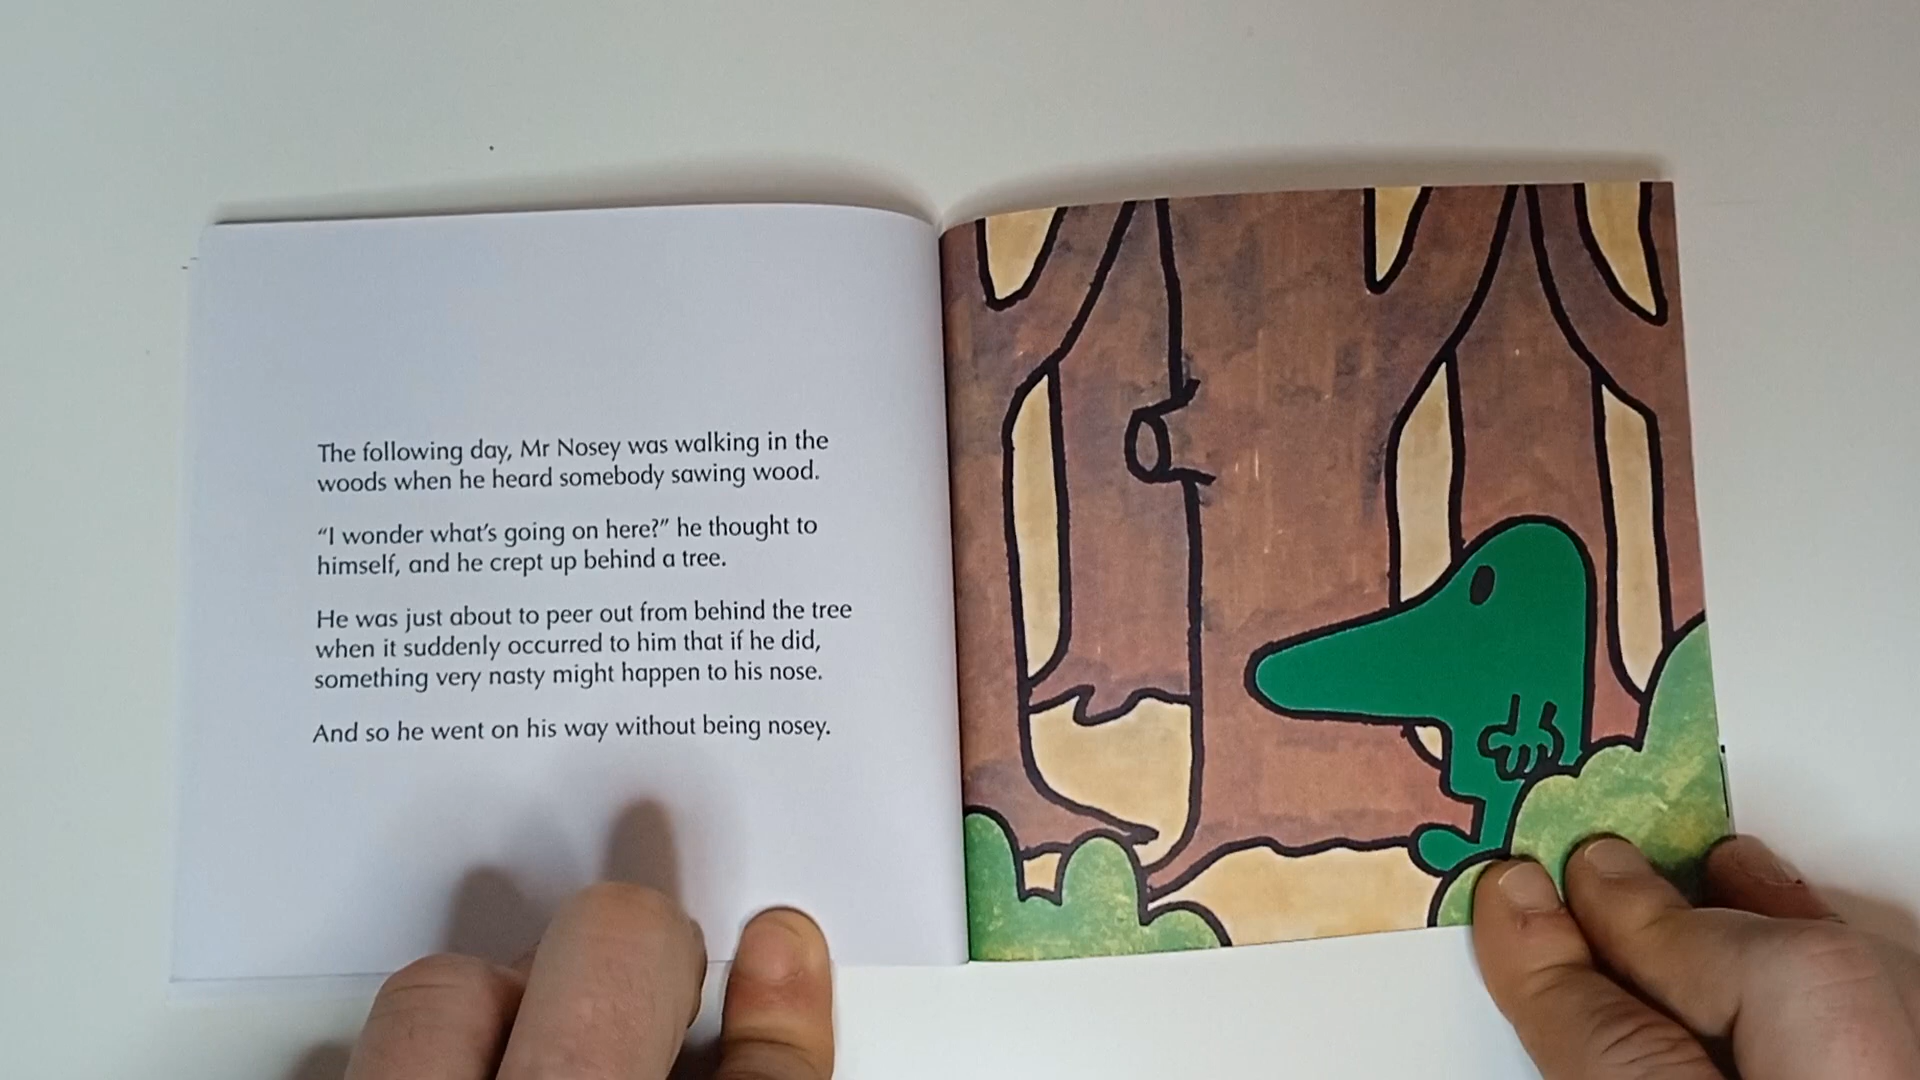 The following day, Mr Nosey was walking in the
woods when he heard somebody sawing wood.
“I wonder what’s going on here?” he thought to
himself, and he crept up behind a tree.
He was just about to peer out from behind the tree
when it suddenly occurred to him that if he did,
something very nasty might happen to his nose.
And so he went on his way without being nosey.